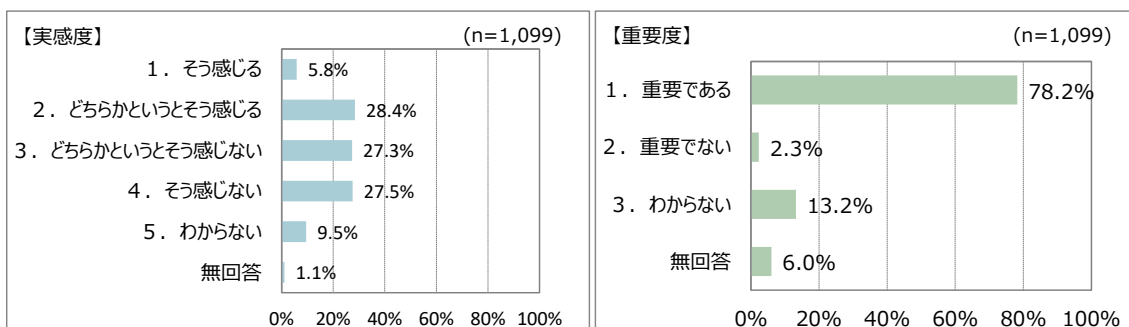 【実感度】 (n=1,099)
1．そう感じる 5.8%
2．どちらかというとそう感じる 28.4%
3．どちらかというとそう感じない 27.3%
4．そう感じない 27.5%
5．わからない 9.5%
無回答 1.1%
0% 20% 40% 60% 80% 100%
【重要度】 (n=1,099)
1．重要である 78.2%
2．重要でない 2.3%
3．わからない 13.2%
無回答 6.0%
0% 20% 40% 60% 80% 100%